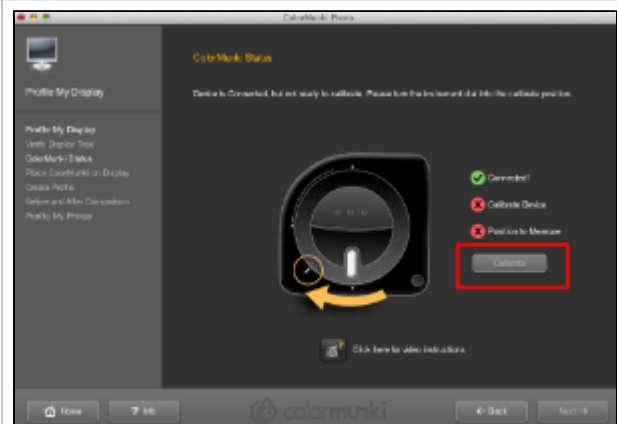 ColorMunki Photo
Profile My Display
ColorMunki Status
Device is Connected, but not ready to calibrate. Please turn the instrument dial into the calibrate position.
Profile My Display
Verify Display Type
ColorMunki Status
Place ColorMunki on Display
Create Profile
Before and After Comparison
Profile My Printer
Connected!
Calibrate Device
Position to Measure
Calibrate
Click here for video instructions
Home
? Info
colormunki
Back
Next